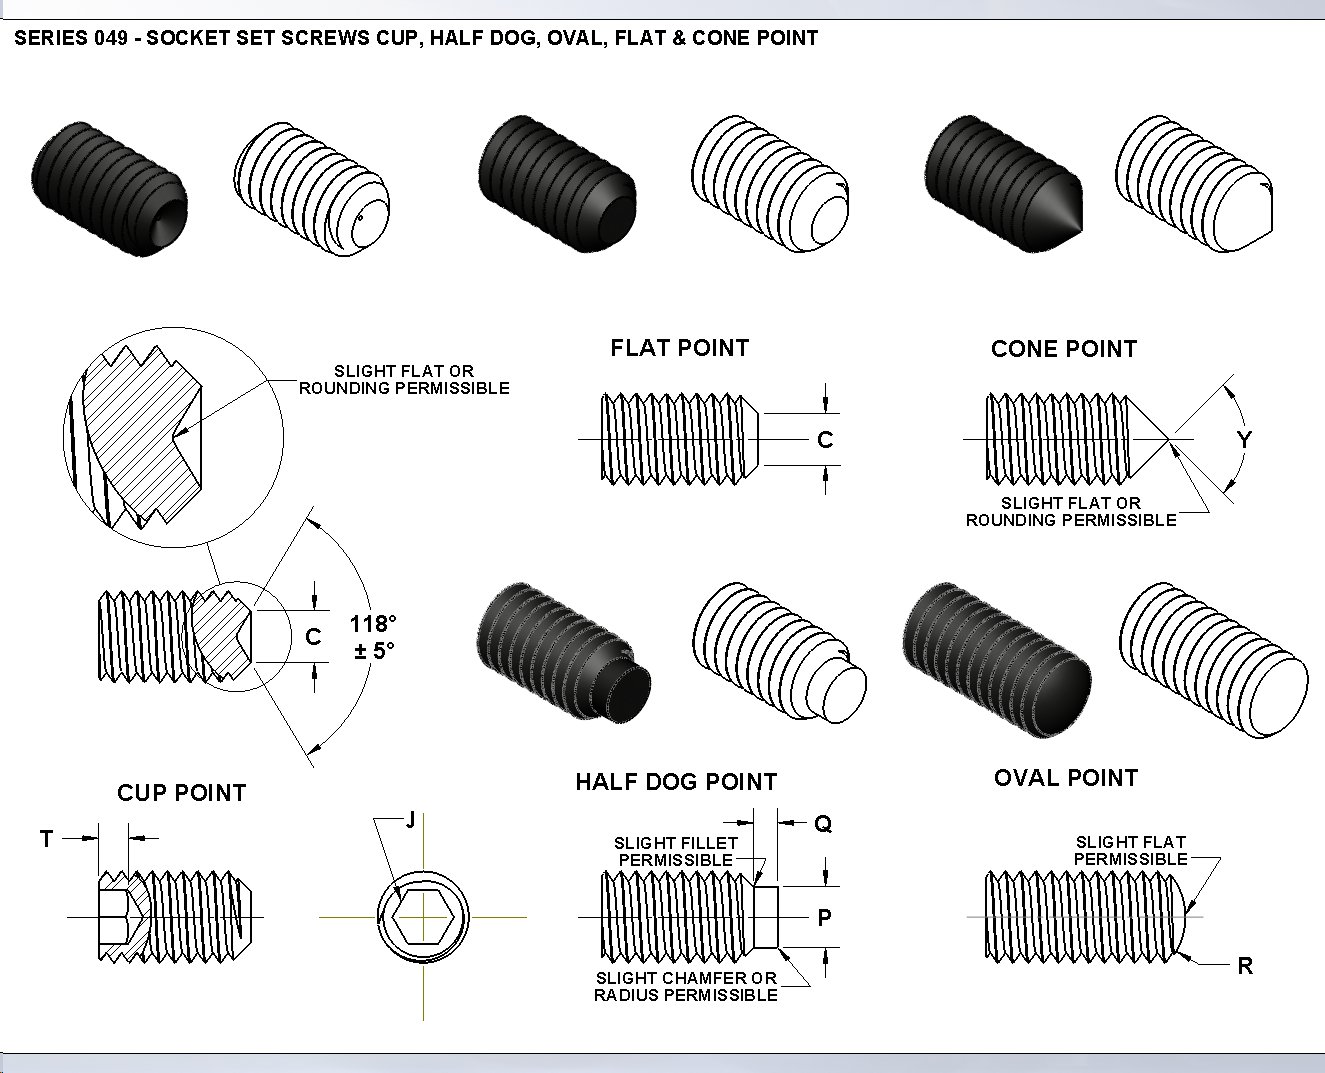 SERIES 049 - SOCKET SET SCREWS CUP, HALF DOG, OVAL, FLAT & CONE POINT
SLIGHT FLAT OR
ROUNDING PERMISSIBLE
FLAT POINT
C
CONE POINT
Y
SLIGHT FLAT OR
ROUNDING PERMISSIBLE
C
118°
± 5°
CUP POINT
T
J
HALF DOG POINT
Q
SLIGHT FILLET
PERMISSIBLE
P
SLIGHT CHAMFER OR
RADIUS PERMISSIBLE
OVAL POINT
SLIGHT FLAT
PERMISSIBLE
R